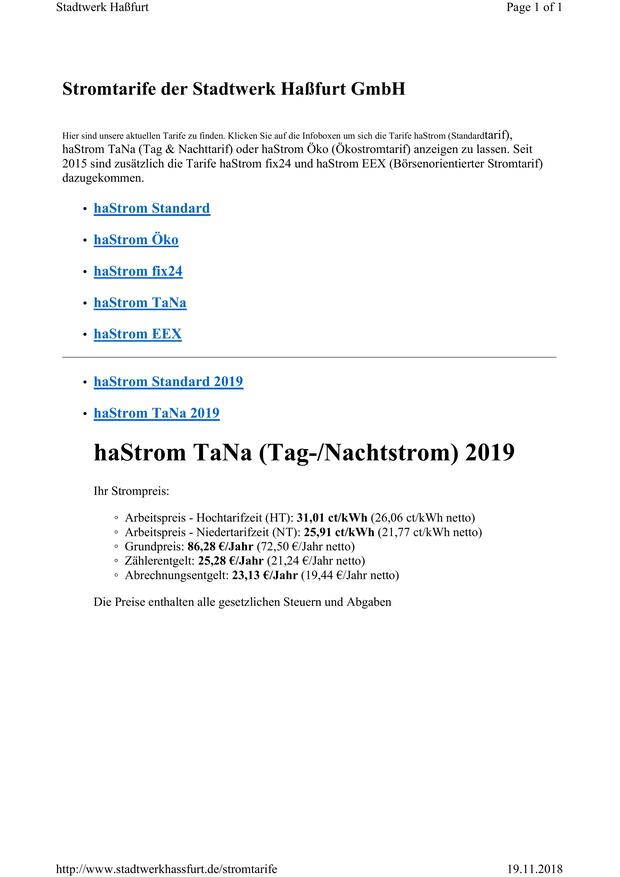 Stadtwerk Haßfurt
Page 1 of 1
Stromtarife der Stadtwerk Haßfurt GmbH
Hier sind unsere aktuellen Tarife zu finden. Klicken Sie auf die Infoboxen um sich die Tarife haStrom (Standardtarif),
haStrom TaNa (Tag & Nachttarif) oder haStrom Öko (Ökostromtarif) anzeigen zu lassen. Seit
2015 sind zusätzlich die Tarife haStrom fix24 und haStrom EEX (Börsenorientierter Stromtarif)
dazugekommen.
• haStrom Standard
• haStrom Öko
• haStrom fix24
• haStrom TaNa
• haStrom EEX
• haStrom Standard 2019
• haStrom TaNa 2019
haStrom TaNa (Tag-/Nachtstrom) 2019
Ihr Strompreis:
◦ Arbeitspreis - Hochtarifzeit (HT): 31,01 ct/kWh (26,06 ct/kWh netto)
◦ Arbeitspreis - Niedertarifzeit (NT): 25,91 ct/kWh (21,77 ct/kWh netto)
◦ Grundpreis: 86,28 €/Jahr (72,50 €/Jahr netto)
◦ Zählerentgelt: 25,28 €/Jahr (21,24 €/Jahr netto)
◦ Abrechnungsentgelt: 23,13 €/Jahr (19,44 €/Jahr netto)
Die Preise enthalten alle gesetzlichen Steuern und Abgaben
http://www.stadtwerkhassfurt.de/stromtarife
19.11.2018